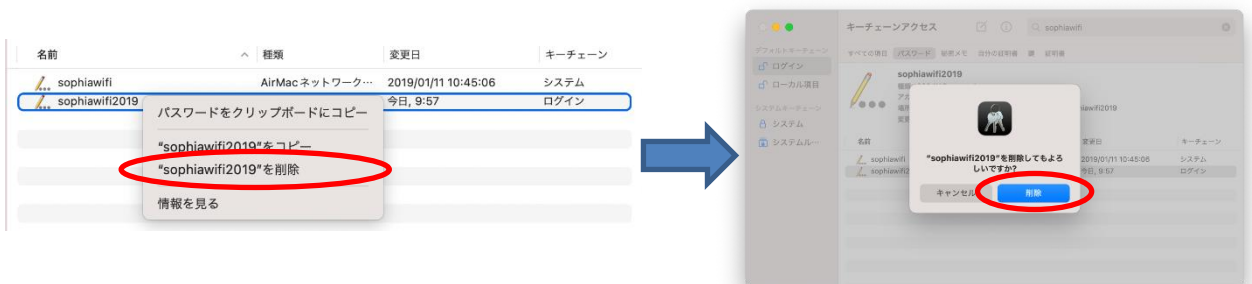 名前 種類 変更日 キーチェーン
sophiawifi AirMacネットワーク… 2019/01/11 10:45:06 システム
sophiawifi2019 今日, 9:57 ログイン
パスワードをクリップボードにコピー
"sophiawifi2019"をコピー
"sophiawifi2019"を削除
情報を見る
キーチェーンアクセス sophiawifi
デフォルトキーチェーン
すべての項目 パスワード 秘密メモ 自分の証明書 鍵 証明書
ログイン
ローカル項目
sophiawifi2019
システムキーチェーン
システム
システムルー…
名前 変更日 キーチェーン
sophiawifi 2019/01/11 10:45:06 システム
今日, 9:57 ログイン
"sophiawifi2019"を削除してもよろ
しいですか?
キャンセル 削除